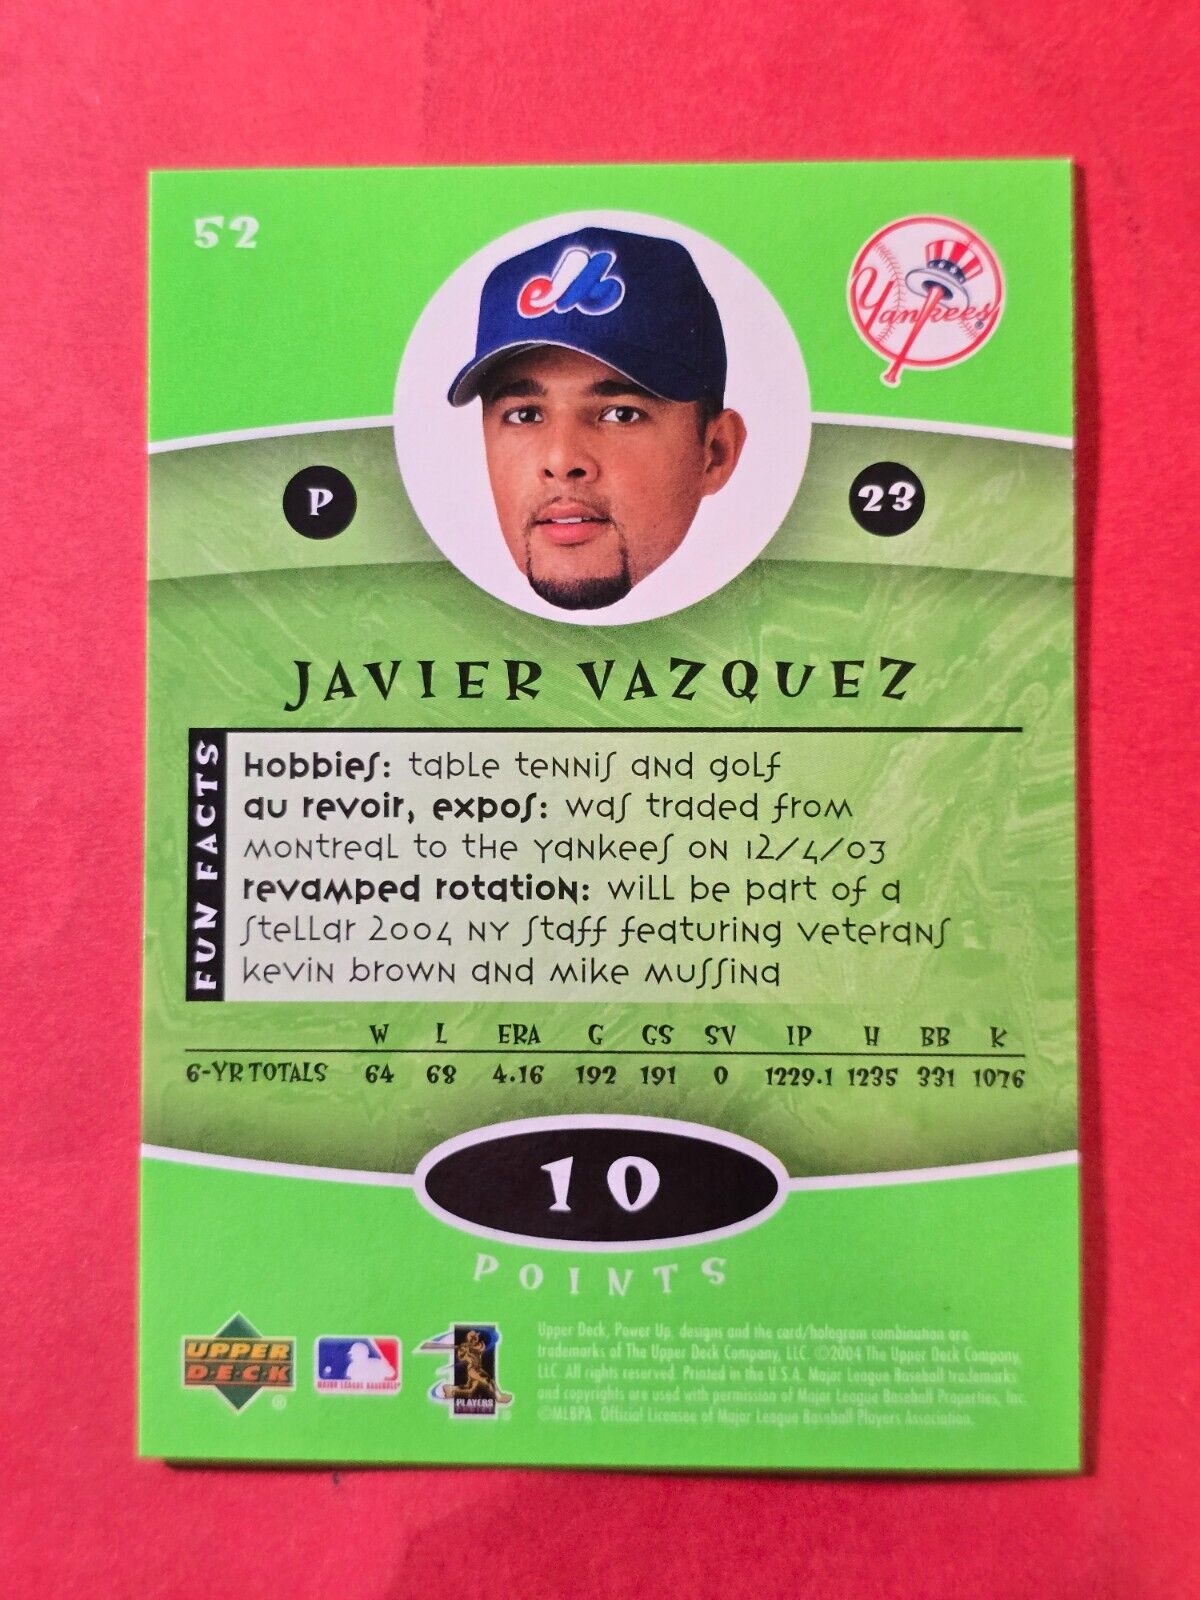 52
Yankees
P
23
JAVIER VAZQUEZ
FUN FACTS
Hobbies: table tennis and golf
au revoir, expos: was traded from
Montreal to the Yankees on 12/4/03
revamped rotation: will be part of a
stellar 2004 NY staff featuring veterans
kevin brown and mike mussina
W L ERA G GS SV IP H BB K
6-YR TOTALS 64 68 4.16 192 191 0 1229.1 1235 331 1076
10
POINTS
UPPER DECK ®
MAJOR LEAGUE BASEBALL
PLAYERS CHOICE
Upper Deck, Power Up, designs and the card/hologram combination are
trademarks of The Upper Deck Company, LLC. ©2004 The Upper Deck Company,
LLC. All rights reserved. Printed in the U.S.A. Major League Baseball trademarks
and copyrights are used with permission of Major League Baseball Properties, Inc.
©MLBPA. Official Licensee of Major League Baseball Players Association.